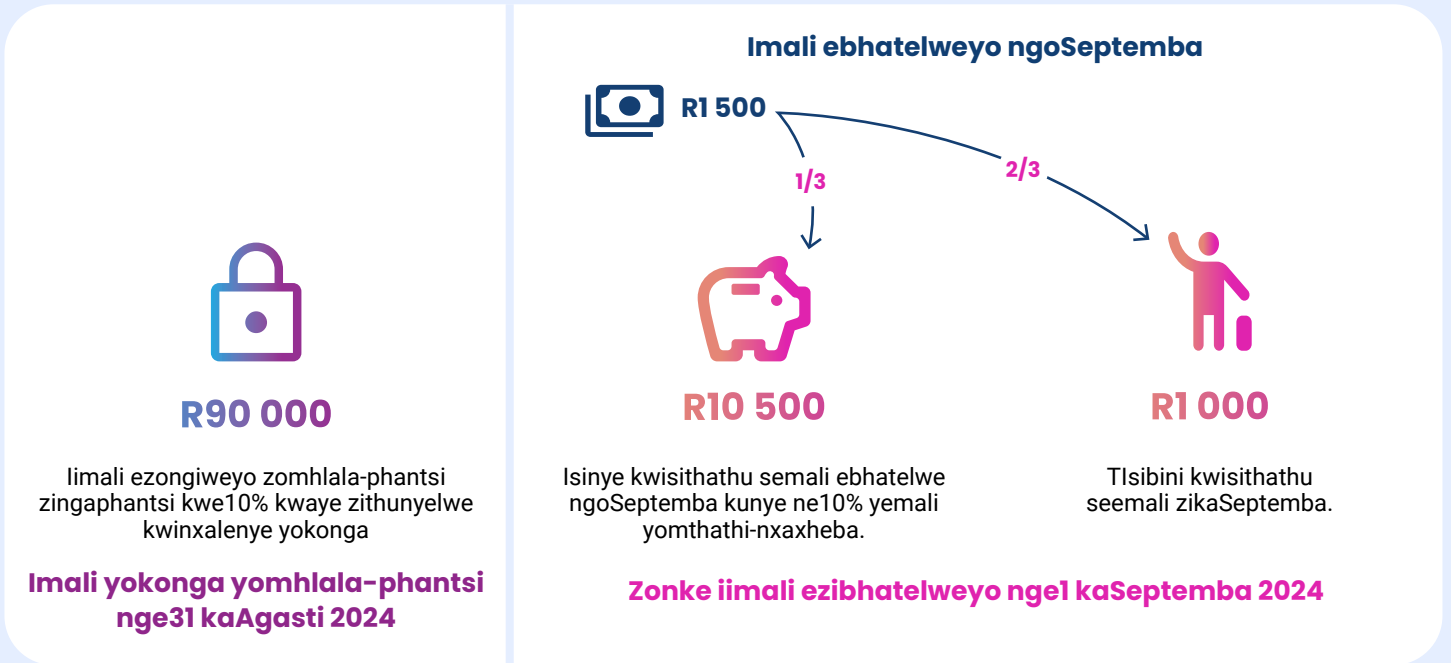 Imali ebhatelweyo ngoSeptemba
R1 500
1/3
2/3
R90 000
Iimali ezongiweyo zomhlala-phantsi
zingaphantsi kwe10% kwaye zithunyelwe
kwinxalenye yokonga
Imali yokonga yomhlala-phantsi
nge31 kaAgasti 2024
R10 500
Isinye kwisithathu semali ebhatelwe
ngoSeptemba kunye ne10% yemali
yomthathi-nxaxheba.
R1 000
TIsibini kwisithathu
seemali zikaSeptemba.
Zonke iimali ezibhatelweyo nge1 kaSeptemba 2024